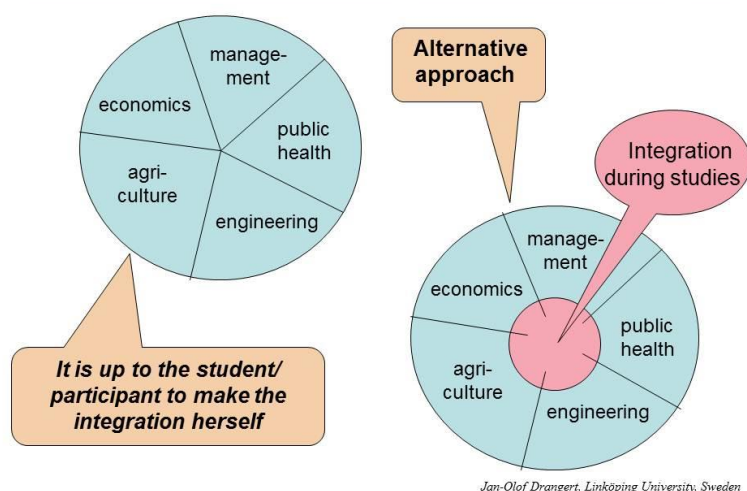 manage-
ment
economics
public
health
agri-
culture
engineering
It is up to the student/
participant to make the
integration herself
Alternative
approach
Integration
during studies
manage-
ment
economics
public
health
agri-
culture
engineering
Jan-Olof Drangert, Linköping University, Sweden